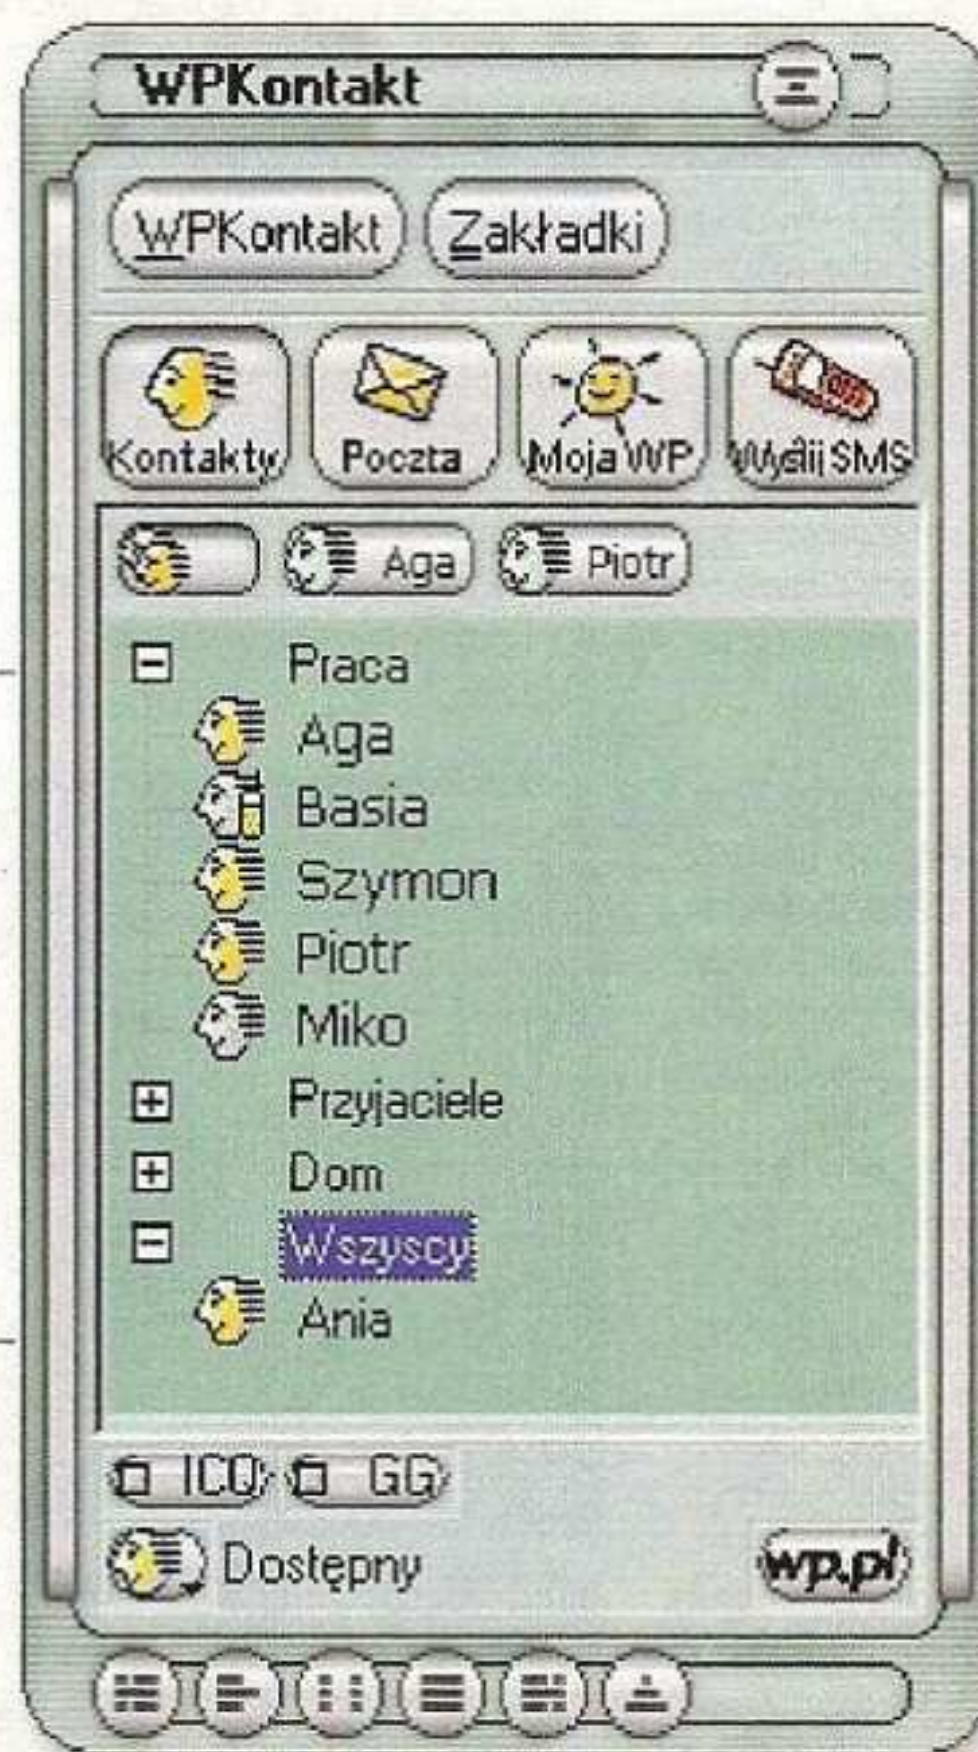 WPKontakt
WPKontakt Zakładki
Kontakty Poczta Moja WP Wyślij SMS
Aga Piotr
Praca
Aga
Basia
Szymon
Piotr
Miko
Przyjaciele
Dom
Wszyscy
Ania
ICQ GG
Dostępny wp.pl